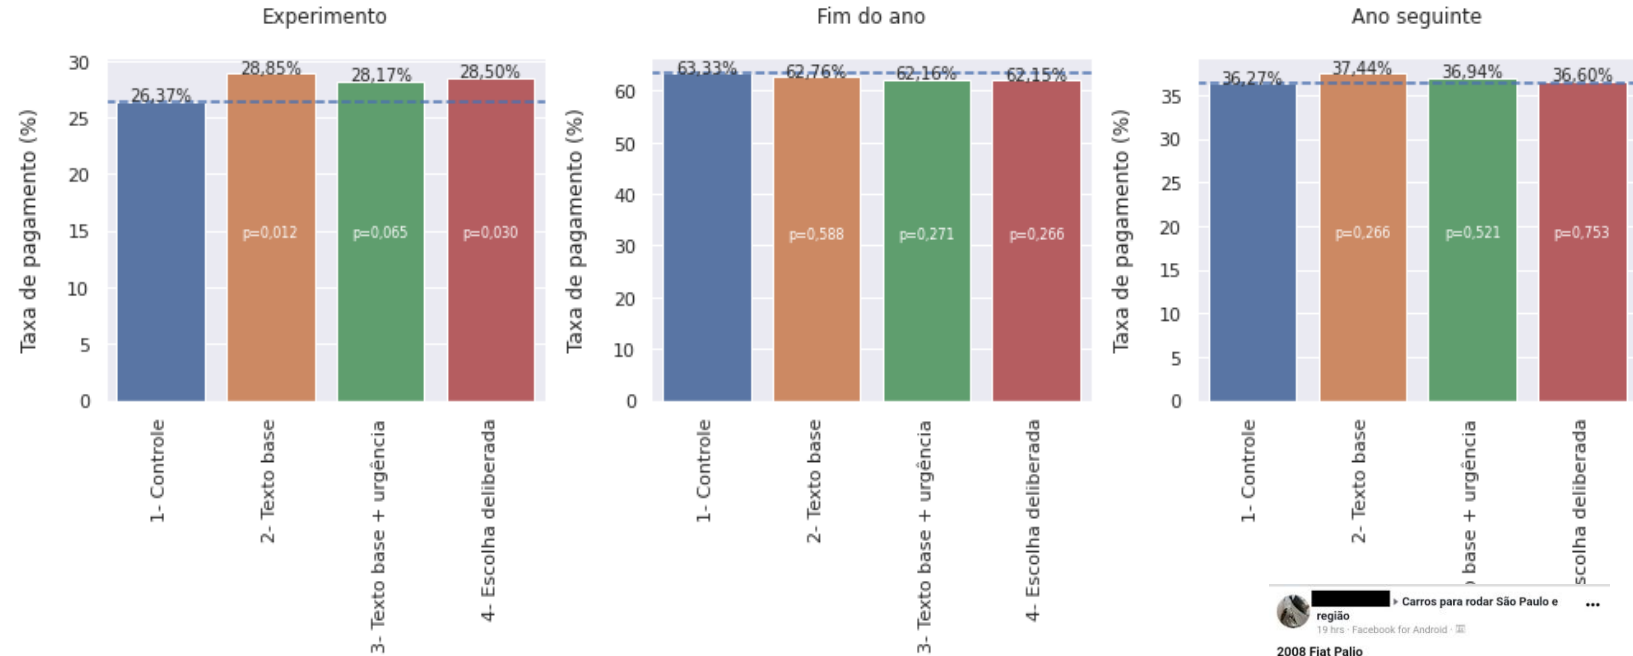 Experimento
Taxa de pagamento (%)
30
25
20
15
10
5
0
26,37%
28,85%
28,17%
28,50%
p=0,012
p=0,065
p=0,030
1- Controle
2- Texto base
3- Texto base + urgência
4- Escolha deliberada
Fim do ano
Taxa de pagamento (%)
60
50
40
30
20
10
0
63,33%
62,76%
62,16%
62,15%
p=0,588
p=0,271
p=0,266
1- Controle
2- Texto base
3- Texto base + urgência
4- Escolha deliberada
Ano seguinte
Taxa de pagamento (%)
35
30
25
20
15
10
5
0
36,27%
37,44%
36,94%
36,60%
p=0,266
p=0,521
p=0,753
1- Controle
2- Texto base
base + urgência
scolha deliberada
Carros para rodar São Paulo e
região
19 hrs · Facebook for Android ·
2008 Fiat Palio